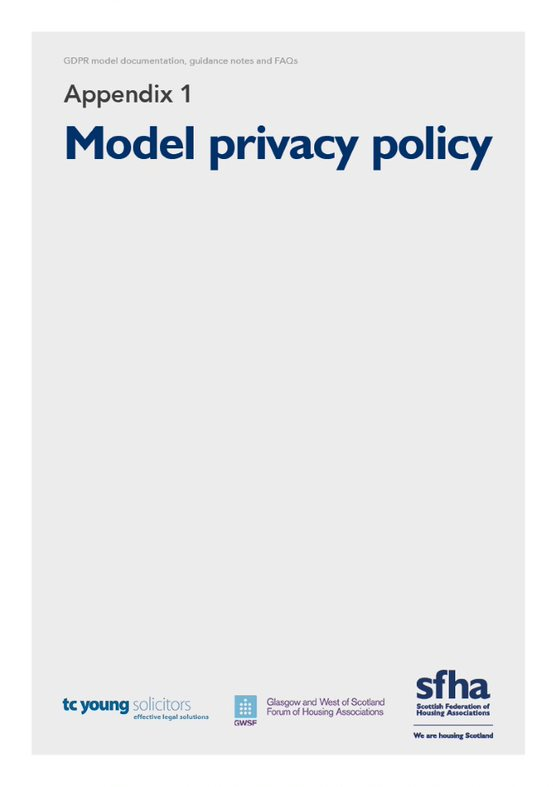 GDPR model documentation, guidance notes and FAQs
Appendix 1
Model privacy policy
tc young solicitors
effective legal solutions
GWSF
Glasgow and West of Scotland
Forum of Housing Associations
sfha
Scottish Federation of
Housing Associations
We are housing Scotland